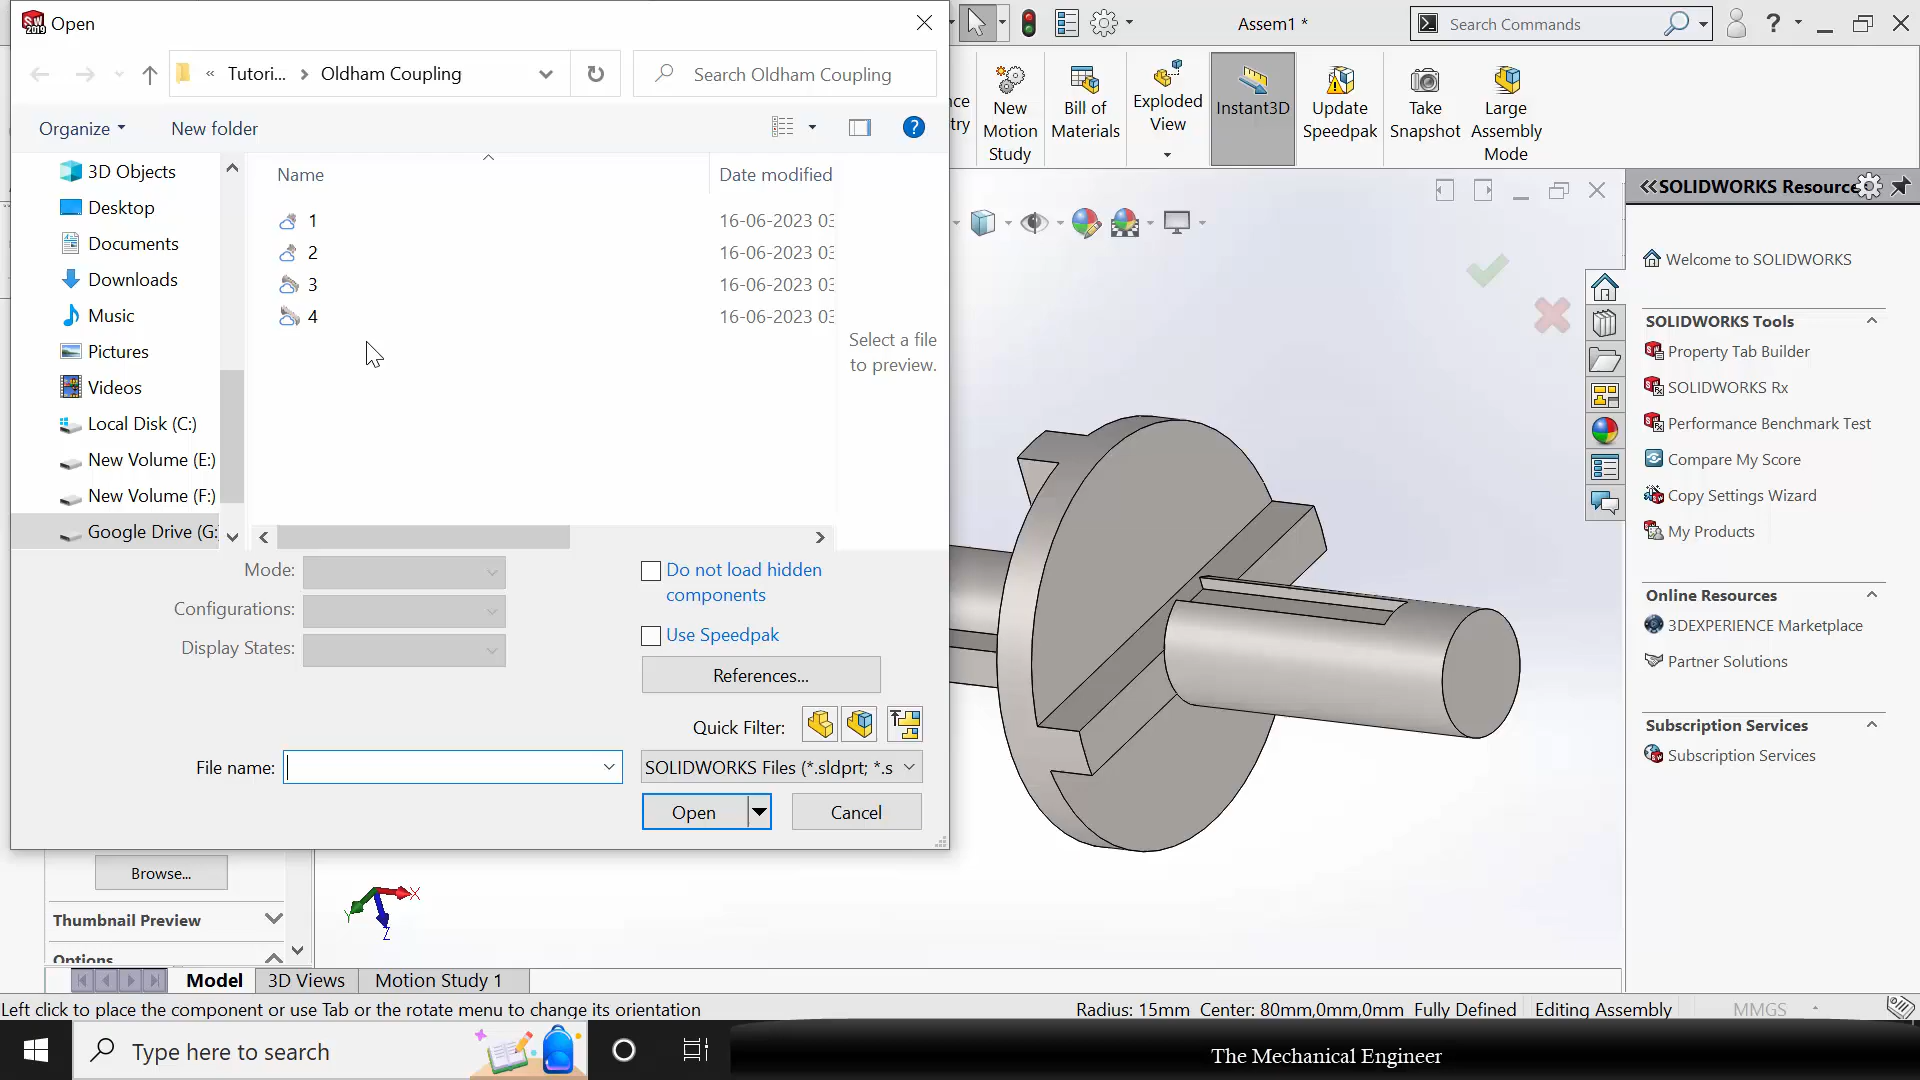 Open
Assem1 *
Search Commands
?
« Tutori... > Oldham Coupling
Search Oldham Coupling
Organize
New folder
?
New
Motion
Study
Bill of
Materials
Exploded
View
Instant3D
Update
Speedpak
Take
Snapshot
Large
Assembly
Mode
3D Objects
Desktop
Documents
Downloads
Music
Pictures
Videos
Local Disk (C:)
New Volume (E:)
New Volume (F:)
Google Drive (G:
Name
Date modified
1
16-06-2023 03
2
16-06-2023 03
3
16-06-2023 03
4
16-06-2023 03
Select a file
to preview.
Mode:
Configurations:
Display States:
Do not load hidden
components
Use Speedpak
References...
Quick Filter:
File name:
SOLIDWORKS Files (*.sldprt; *.s
Open
Cancel
«SOLIDWORKS Resource
Welcome to SOLIDWORKS
SOLIDWORKS Tools
Property Tab Builder
SOLIDWORKS Rx
Performance Benchmark Test
Compare My Score
Copy Settings Wizard
My Products
Online Resources
3DEXPERIENCE Marketplace
Partner Solutions
Subscription Services
Subscription Services
Browse...
Thumbnail Preview
Options
X
Y
Z
Model
3D Views
Motion Study 1
Left click to place the component or use Tab or the rotate menu to change its orientation
Radius: 15mm Center: 80mm,0mm,0mm
Fully Defined
Editing Assembly
MMGS
Type here to search
The Mechanical Engineer